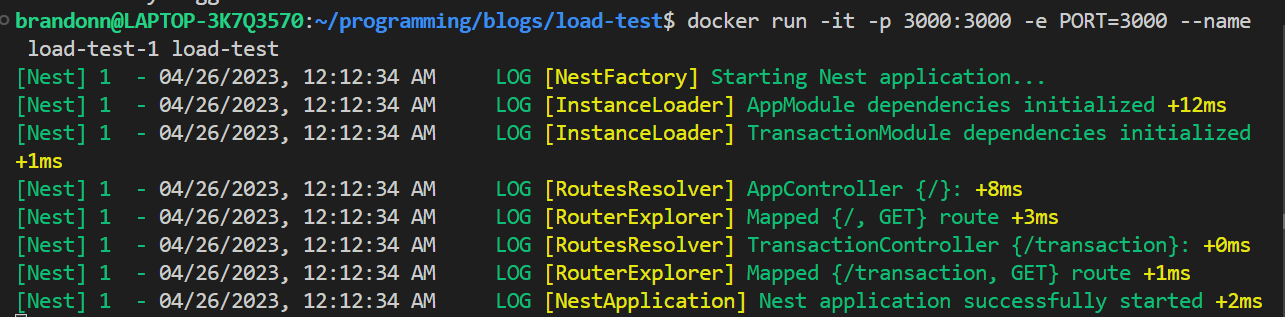 brandonn@LAPTOP-3K7Q3570:~/programming/blogs/load-test$ docker run -it -p 3000:3000 -e PORT=3000 --name
load-test-1 load-test
[Nest] 1  - 04/26/2023, 12:12:34 AM     LOG [NestFactory] Starting Nest application...
[Nest] 1  - 04/26/2023, 12:12:34 AM     LOG [InstanceLoader] AppModule dependencies initialized +12ms
[Nest] 1  - 04/26/2023, 12:12:34 AM     LOG [InstanceLoader] TransactionModule dependencies initialized
+1ms
[Nest] 1  - 04/26/2023, 12:12:34 AM     LOG [RoutesResolver] AppController {/}: +8ms
[Nest] 1  - 04/26/2023, 12:12:34 AM     LOG [RouterExplorer] Mapped {/, GET} route +3ms
[Nest] 1  - 04/26/2023, 12:12:34 AM     LOG [RoutesResolver] TransactionController {/transaction}: +0ms
[Nest] 1  - 04/26/2023, 12:12:34 AM     LOG [RouterExplorer] Mapped {/transaction, GET} route +1ms
[Nest] 1  - 04/26/2023, 12:12:34 AM     LOG [NestApplication] Nest application successfully started +2ms